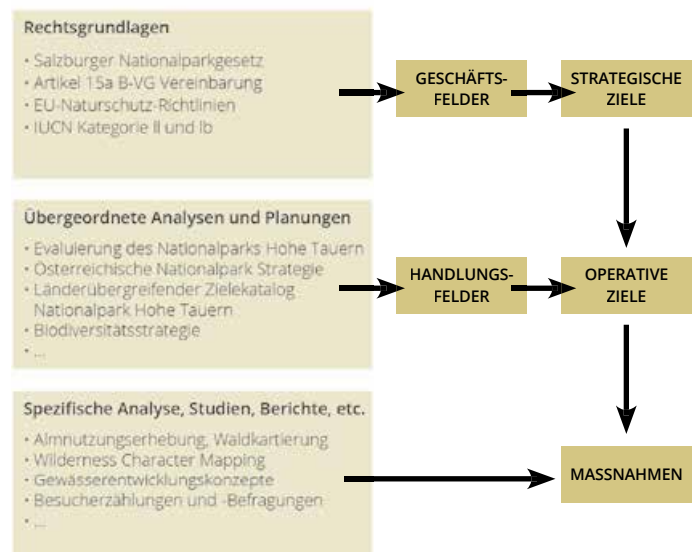 Rechtsgrundlagen
• Salzburger Nationalparkgesetz
• Artikel 15a B-VG Vereinbarung
• EU-Naturschutz-Richtlinien
• IUCN Kategorie II und Ib
GESCHÄFTS-
FELDER
STRATEGISCHE
ZIELE
Übergeordnete Analysen und Planungen
• Evaluierung des Nationalparks Hohe Tauern
• Österreichische Nationalpark Strategie
• Länderübergreifender Zielekatalog
Nationalpark Hohe Tauern
• Biodiversitätsstrategie
• ...
HANDLUNGS-
FELDER
OPERATIVE
ZIELE
Spezifische Analyse, Studien, Berichte, etc.
• Almnutzungserhebung, Waldkartierung
• Wilderness Character Mapping
• Gewässerentwicklungskonzepte
• Besucherzählungen und -Befragungen
• ...
MASSNAHMEN